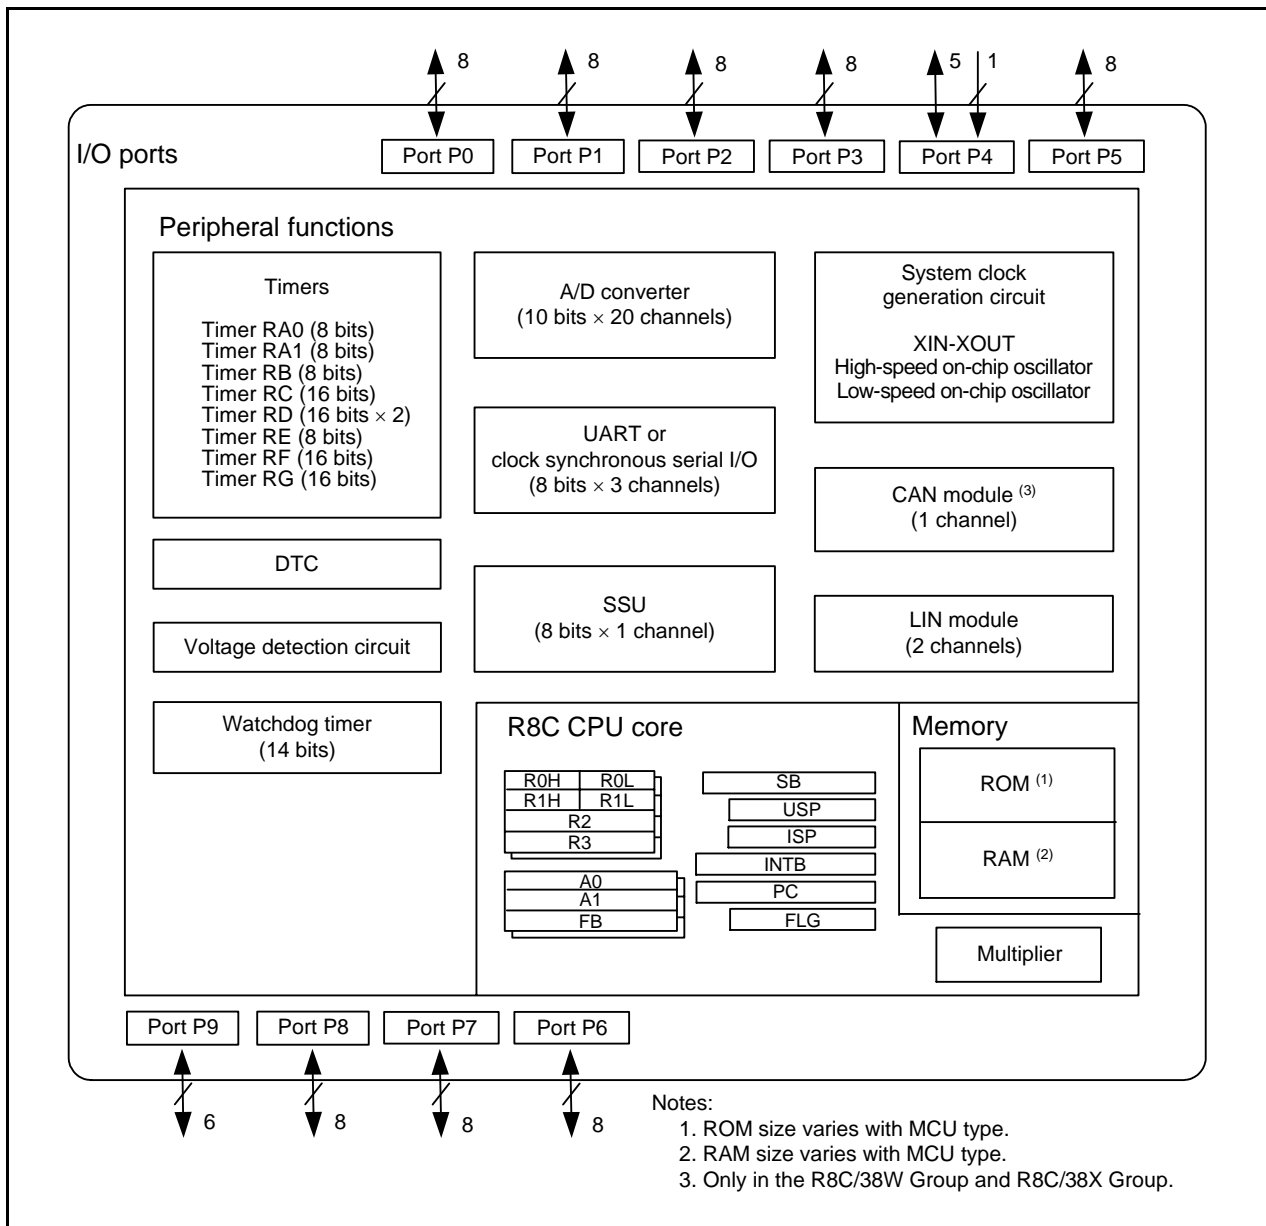 8 8 8 8 5 1 8
I/O ports
Port P0 Port P1 Port P2 Port P3 Port P4 Port P5
Peripheral functions
Timers
Timer RA0 (8 bits)
Timer RA1 (8 bits)
Timer RB (8 bits)
Timer RC (16 bits)
Timer RD (16 bits × 2)
Timer RE (8 bits)
Timer RF (16 bits)
Timer RG (16 bits)
DTC
Voltage detection circuit
Watchdog timer
(14 bits)
A/D converter
(10 bits × 20 channels)
UART or
clock synchronous serial I/O
(8 bits × 3 channels)
SSU
(8 bits × 1 channel)
System clock
generation circuit
XIN-XOUT
High-speed on-chip oscillator
Low-speed on-chip oscillator
CAN module (3)
(1 channel)
LIN module
(2 channels)
R8C CPU core
R0H R0L
R1H R1L
R2
R3
A0
A1
FB
SB
USP
ISP
INTB
PC
FLG
Memory
ROM (1)
RAM (2)
Multiplier
Port P9 Port P8 Port P7 Port P6
6 8 8 8
Notes:
1. ROM size varies with MCU type.
2. RAM size varies with MCU type.
3. Only in the R8C/38W Group and R8C/38X Group.